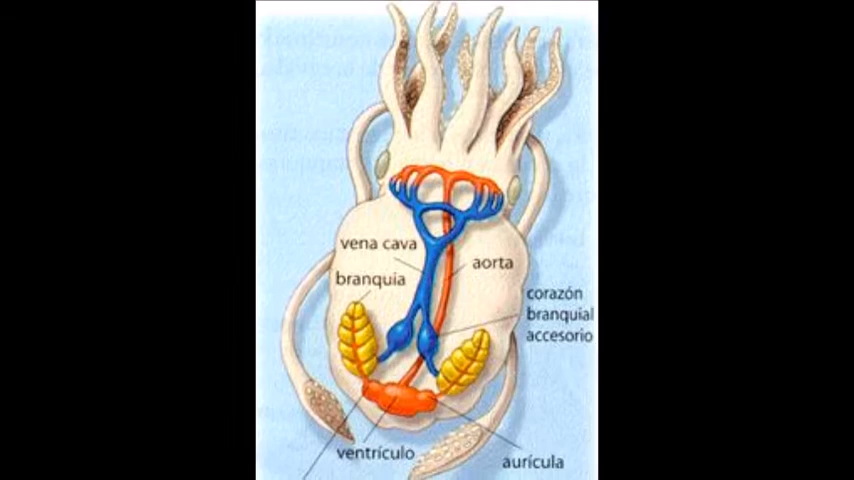 vena cava
branquia
aorta
corazón
branquial
accesorio
ventrículo
aurícula